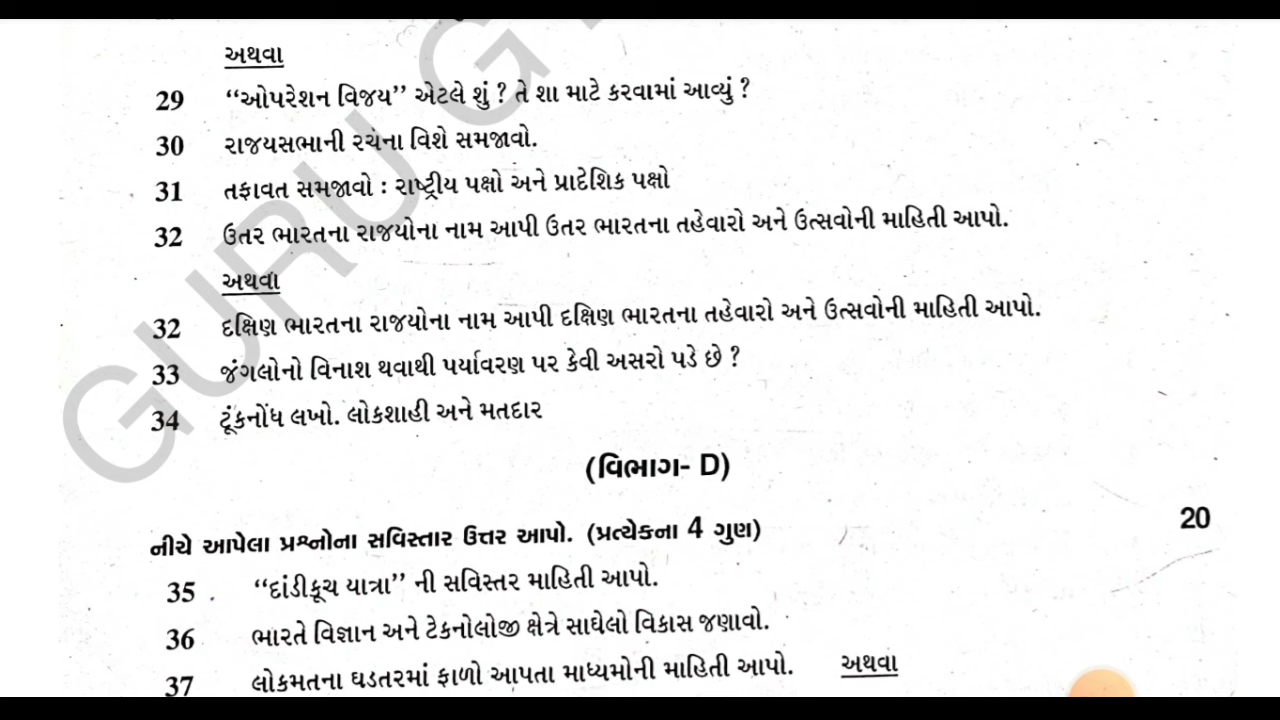 અથવા
29 “ઓપરેશન વિજય” એટલે શું ? તે શા માટે કરવામાં આવ્યું ?
30 રાજયસભાની રચના વિશે સમજાવો.
31 તફાવત સમજાવો : રાષ્ટ્રીય પક્ષો અને પ્રાદેશિક પક્ષો
32 ઉતર ભારતના રાજયોના નામ આપી ઉતર ભારતના તહેવારો અને ઉત્સવોની માહિતી આપો.
અથવા
32 દક્ષિણ ભારતના રાજયોના નામ આપી દક્ષિણ ભારતના તહેવારો અને ઉત્સવોની માહિતી આપો.
33 જંગલોનો વિનાશ થવાથી પર્યાવરણ પર કેવી અસરો પડે છે ?
34 ટૂંકનોંધ લખો. લોકશાહી અને મતદાર
(વિભાગ- D)
નીચે આપેલા પ્રશ્નોના સવિસ્તાર ઉત્તર આપો. (પ્રત્યેકના 4 ગુણ) 20
35 “દાંડીકૂચ યાત્રા” ની સવિસ્તર માહિતી આપો.
36 ભારતે વિજ્ઞાન અને ટેકનોલોજી ક્ષેત્રે સાધેલો વિકાસ જણાવો.
37 લોકમતના ઘડતરમાં ફાળો આપતા માધ્યમોની માહિતી આપો. અથવા
GURU G